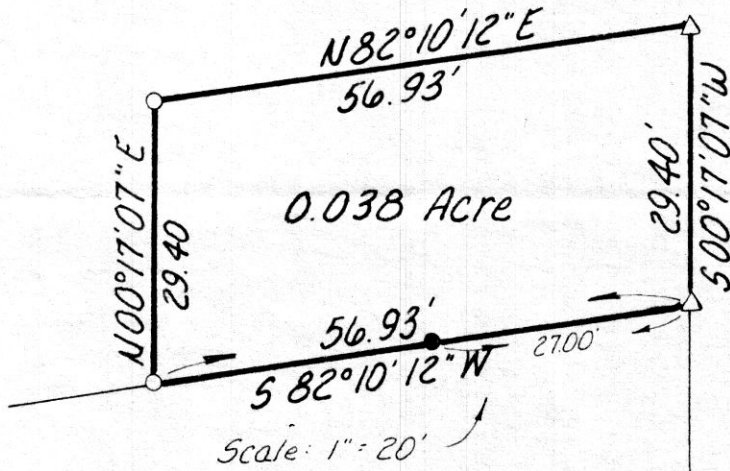 N82°10'12"E
56.93'
N00°17'07"E
29.40
0.038 Acre
29.40'
S00°17'07"W
56.93'
27.00'
S 82°10'12"W
Scale: 1"=20'